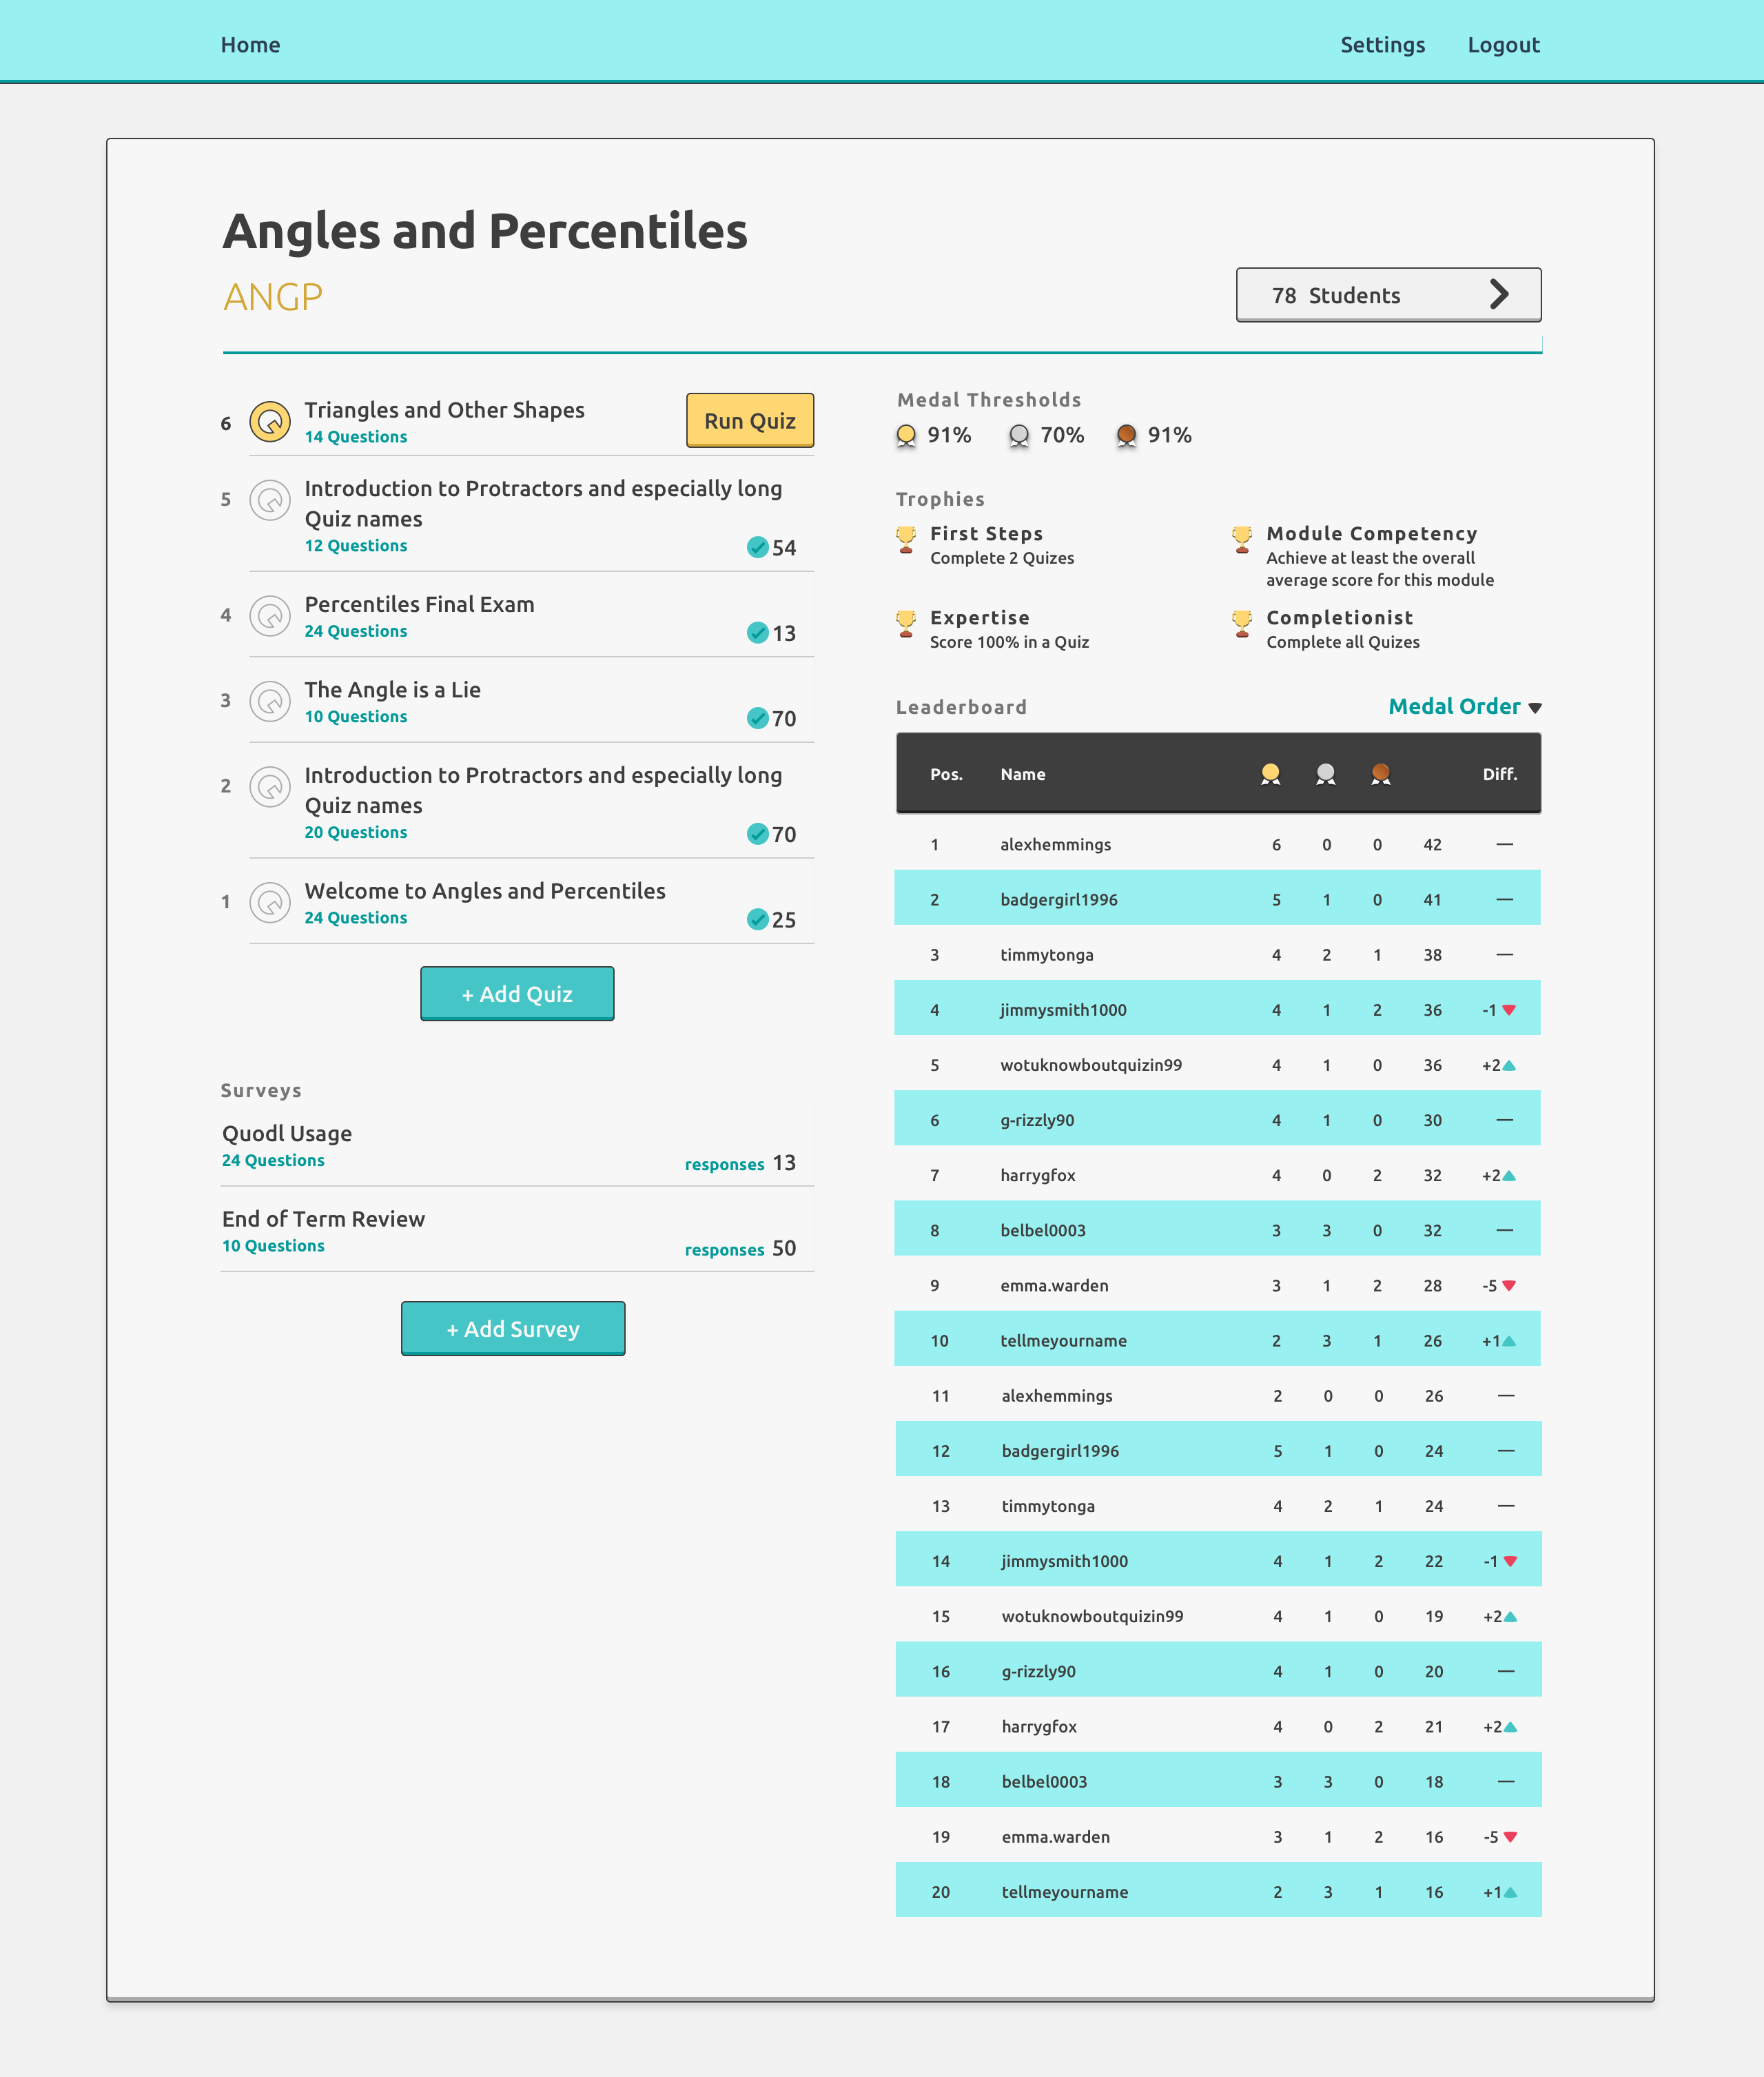 Home
Settings
Logout
Angles and Percentiles
ANGP
78 Students
6
Triangles and Other Shapes
14 Questions
Run Quiz
5
Introduction to Protractors and especially long
Quiz names
12 Questions
54
4
Percentiles Final Exam
24 Questions
13
3
The Angle is a Lie
10 Questions
70
2
Introduction to Protractors and especially long
Quiz names
20 Questions
70
1
Welcome to Angles and Percentiles
24 Questions
25
+ Add Quiz
Surveys
Quodl Usage
24 Questions
responses 13
End of Term Review
10 Questions
responses 50
+ Add Survey
Medal Thresholds
91% 70% 91%
Trophies
First Steps
Complete 2 Quizes
Module Competency
Achieve at least the overall
average score for this module
Expertise
Score 100% in a Quiz
Completionist
Complete all Quizes
Leaderboard
Medal Order
Pos. Name Diff.
1 alexhemmings 6 0 0 42 —
2 badgergirl1996 5 1 0 41 —
3 timmytonga 4 2 1 38 —
4 jimmysmith1000 4 1 2 36 -1
5 wotuknowboutquizin99 4 1 0 36 +2
6 g-rizzly90 4 1 0 30 —
7 harrygfox 4 0 2 32 +2
8 belbel0003 3 3 0 32 —
9 emma.warden 3 1 2 28 -5
10 tellmeyourname 2 3 1 26 +1
11 alexhemmings 2 0 0 26 —
12 badgergirl1996 5 1 0 24 —
13 timmytonga 4 2 1 24 —
14 jimmysmith1000 4 1 2 22 -1
15 wotuknowboutquizin99 4 1 0 19 +2
16 g-rizzly90 4 1 0 20 —
17 harrygfox 4 0 2 21 +2
18 belbel0003 3 3 0 18 —
19 emma.warden 3 1 2 16 -5
20 tellmeyourname 2 3 1 16 +1